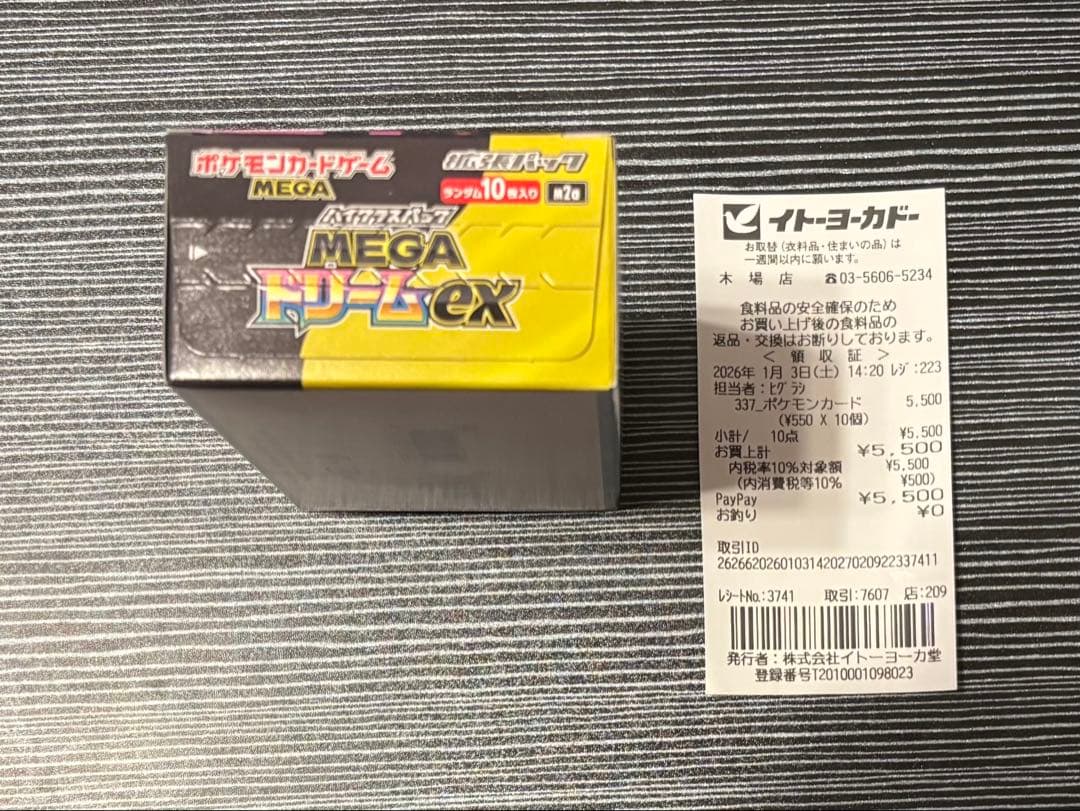 ポケモンカードゲーム
MEGA
拡張パック
ランダム10枚入り
m2a
ハイクラスパック
MEGA
ドリームex
イトーヨーカドー
お取替(衣料品・住まいの品)は
一週間以内に願います。
木 場 店 ☎03-5606-5234
食料品の安全確保のため
お買い上げ後の食料品の
返品・交換はお断りしております。
< 領 収 証 >
2026年 1月 3日(土) 14:20 レジ:223
担当者:ヒグラシ
337_ポケモンカード 5,500
(¥550 X 10個)
小計/ 10点 ¥5,500
お買上計 ¥5,500
内税率10%対象額 ¥5,500
(内消費税等10% ¥500)
PayPay ¥5,500
お釣り ¥0
取引ID
2626620260103142027020922337411
レシートNo.:3741 取引:7607 店:209
発行者:株式会社イトーヨーカ堂
登録番号T2010001098023